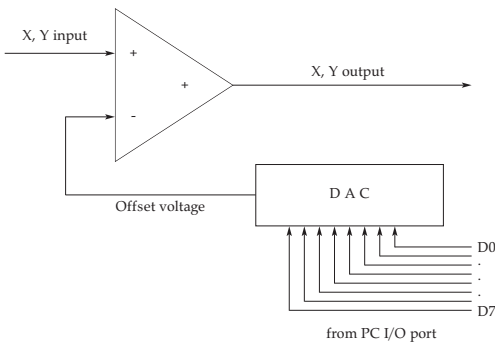 X, Y input
+
X, Y output
+
-
D A C
Offset voltage
D0
.
.
.
D7
from PC I/O port